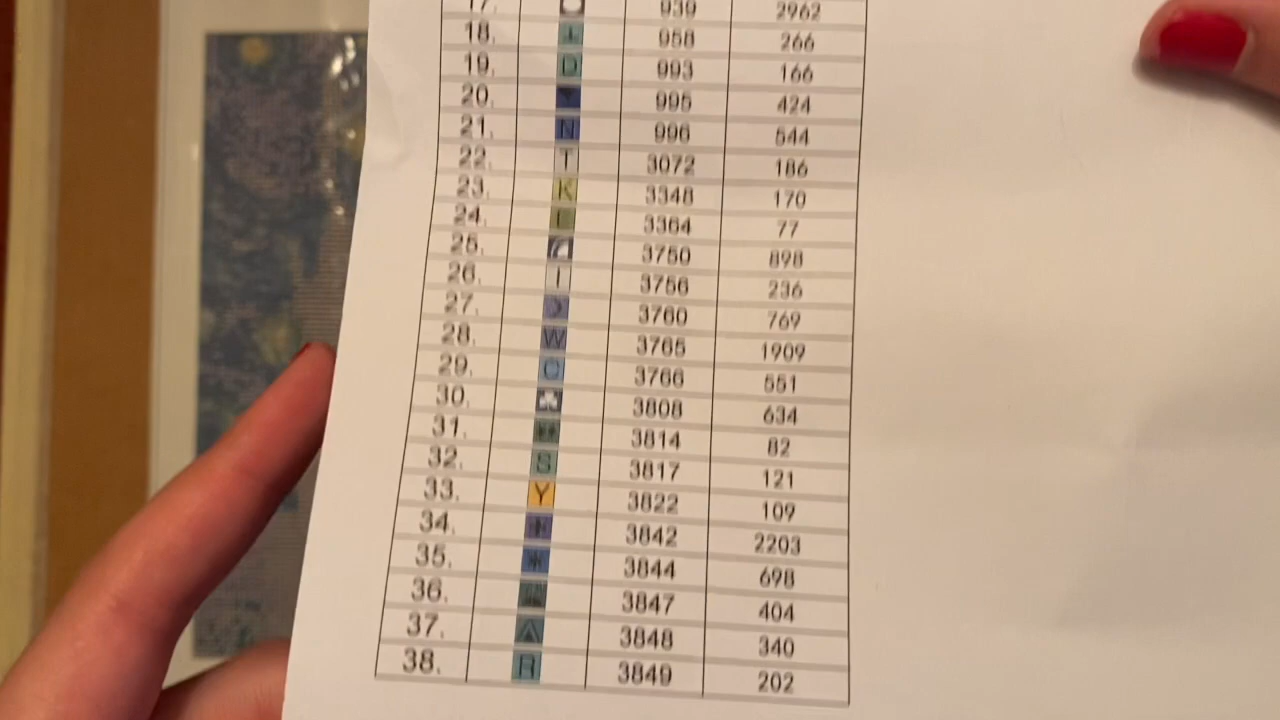 17. 939 2962
18. ⊥ 958 266
19. D 993 166
20. ▼ 995 424
21. N 996 544
22. T 3072 186
23. K 3348 170
24. 3364 77
25. 3750 898
26. I 3756 236
27. 3760 769
28. W 3765 1909
29. C 3766 551
30. ♣ 3808 634
31. 3814 82
32. S 3817 121
33. Y 3822 109
34. 3842 2203
35. 3844 698
36. 3847 404
37. 3848 340
38. R 3849 202